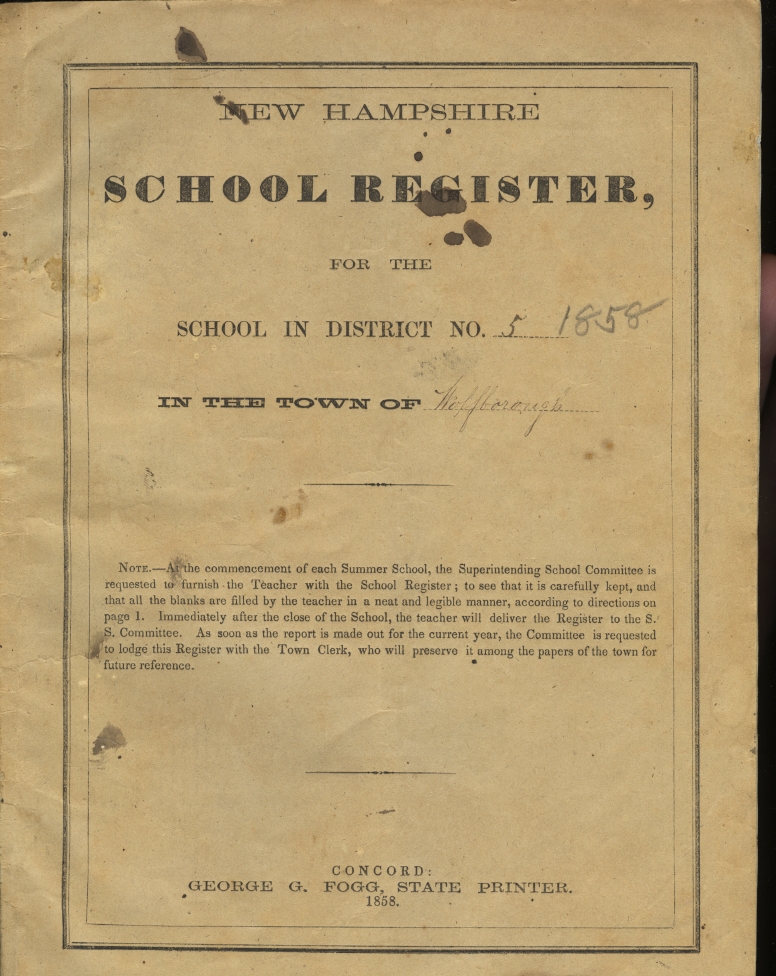 NEW HAMPSHIRE
SCHOOL REGISTER,
FOR THE
SCHOOL IN DISTRICT NO. 5 1858
IN THE TOWN OF Wolfborough
NOTE.—At the commencement of each Summer School, the Superintending School Committee is
requested to furnish the Teacher with the School Register; to see that it is carefully kept, and
that all the blanks are filled by the teacher in a neat and legible manner, according to directions on
page 1. Immediately after the close of the School, the teacher will deliver the Register to the S.
S. Committee. As soon as the report is made out for the current year, the Committee is requested
to lodge this Register with the Town Clerk, who will preserve it among the papers of the town for
future reference.
CONCORD:
GEORGE G. FOGG, STATE PRINTER.
1858.